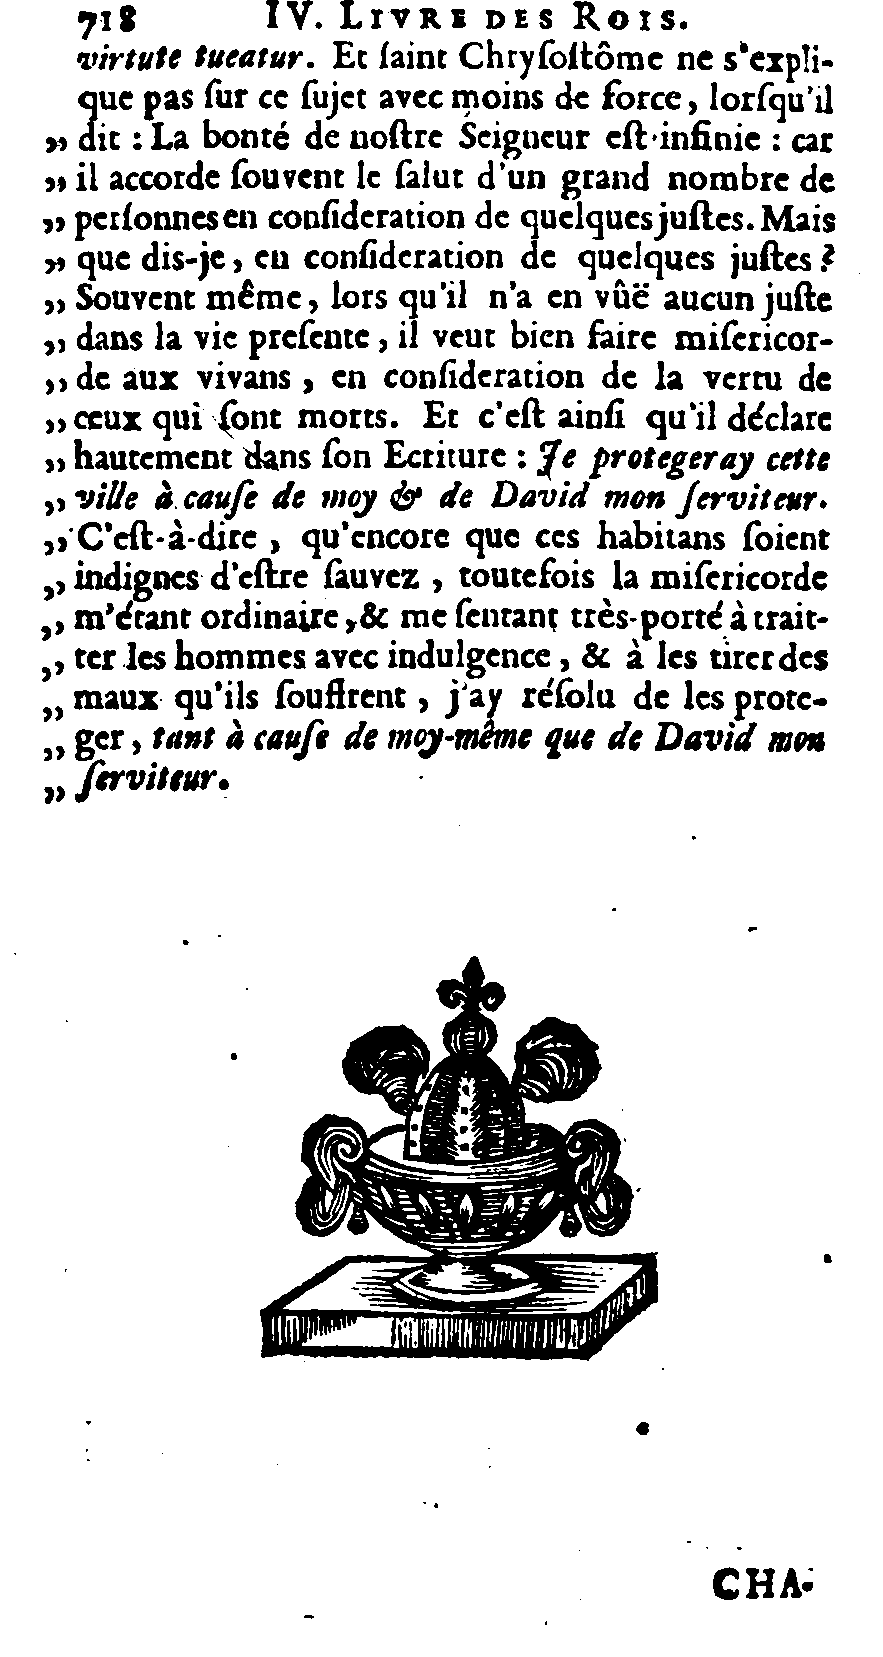 718 IV. LIVRE DES ROIS.
virtute tueatur. Et ſaint Chryſoſtôme ne s'expli-
que pas ſur ce ſujet avec moins de force, lorſqu'il
„ dit : La bonté de noſtre Seigneur eſt infinie : car
„ il accorde ſouvent le ſalut d'un grand nombre de
„ perſonnes en conſideration de quelques juſtes. Mais
„ que dis-je, en conſideration de quelques juſtes ?
„ Souvent même, lors qu'il n'a en vûë aucun juſte
„ dans la vie preſente, il veut bien faire miſericor-
„ de aux vivans, en conſideration de la vertu de
„ ceux qui ſont morts. Et c'eſt ainſi qu'il déclare
„ hautement dans ſon Ecriture : Je protegeray cette
„ ville à cauſe de moy & de David mon ſerviteur.
„ C'eſt-à-dire, qu'encore que ces habitans ſoient
„ indignes d'eſtre ſauvez, toutefois la miſericorde
„ m'étant ordinaire, & me ſentant très-porté à trait-
„ ter les hommes avec indulgence, & à les tirer des
„ maux qu'ils ſouffrent, j'ay réſolu de les prote-
„ ger, tant à cauſe de moy-même que de David mon
„ ſerviteur.
CHA-